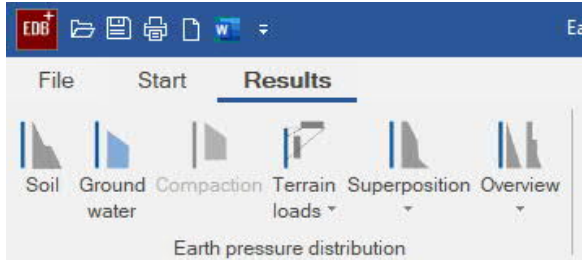 EDB+
W
Ea
File Start Results
Soil Ground water Compaction Terrain loads Superposition Overview
Earth pressure distribution